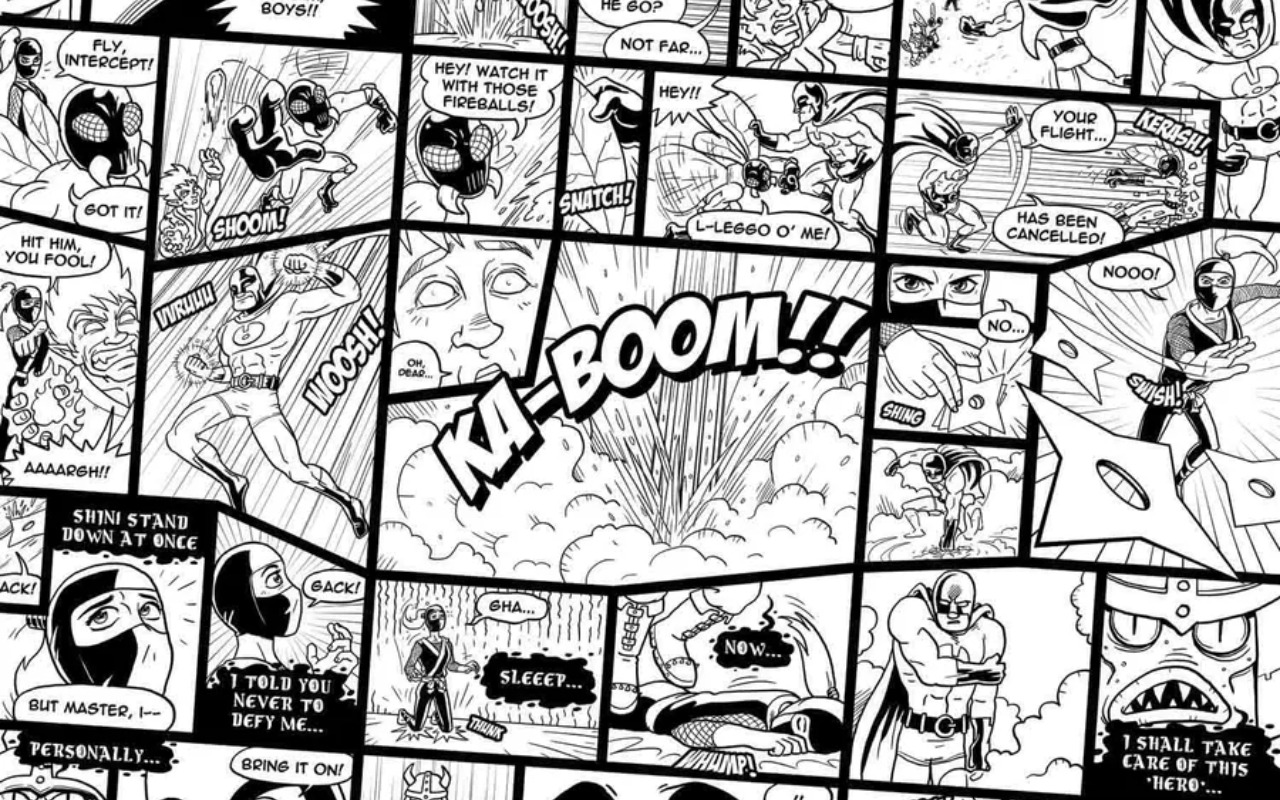 BOYS!!
OOSH!
HE GO?
NOT FAR...
FLY,
INTERCEPT!
GOT IT!
SHOOM!
HEY! WATCH IT
WITH THOSE
FIREBALLS!
SNATCH!
HEY!!
L-LEGGO O' ME!
YOUR
FLIGHT...
KERASH!
HAS BEEN
CANCELLED!
HIT HIM,
YOU FOOL!
AAAARGH!!
VVRUUU
WOOSH!
OH,
DEAR...
KA-BOOM!!
NO...
SHING
NOOO!
SWISH!
ACK!
SHINI STAND
DOWN AT ONCE
BUT MASTER, I--
GACK!
I TOLD YOU
NEVER TO
DEFY ME...
GHA...
SLEEEP...
THUNK
NOW...
WHUMP!
I SHALL TAKE
CARE OF THIS
'HERO'...
PERSONALLY...
BRING IT ON!